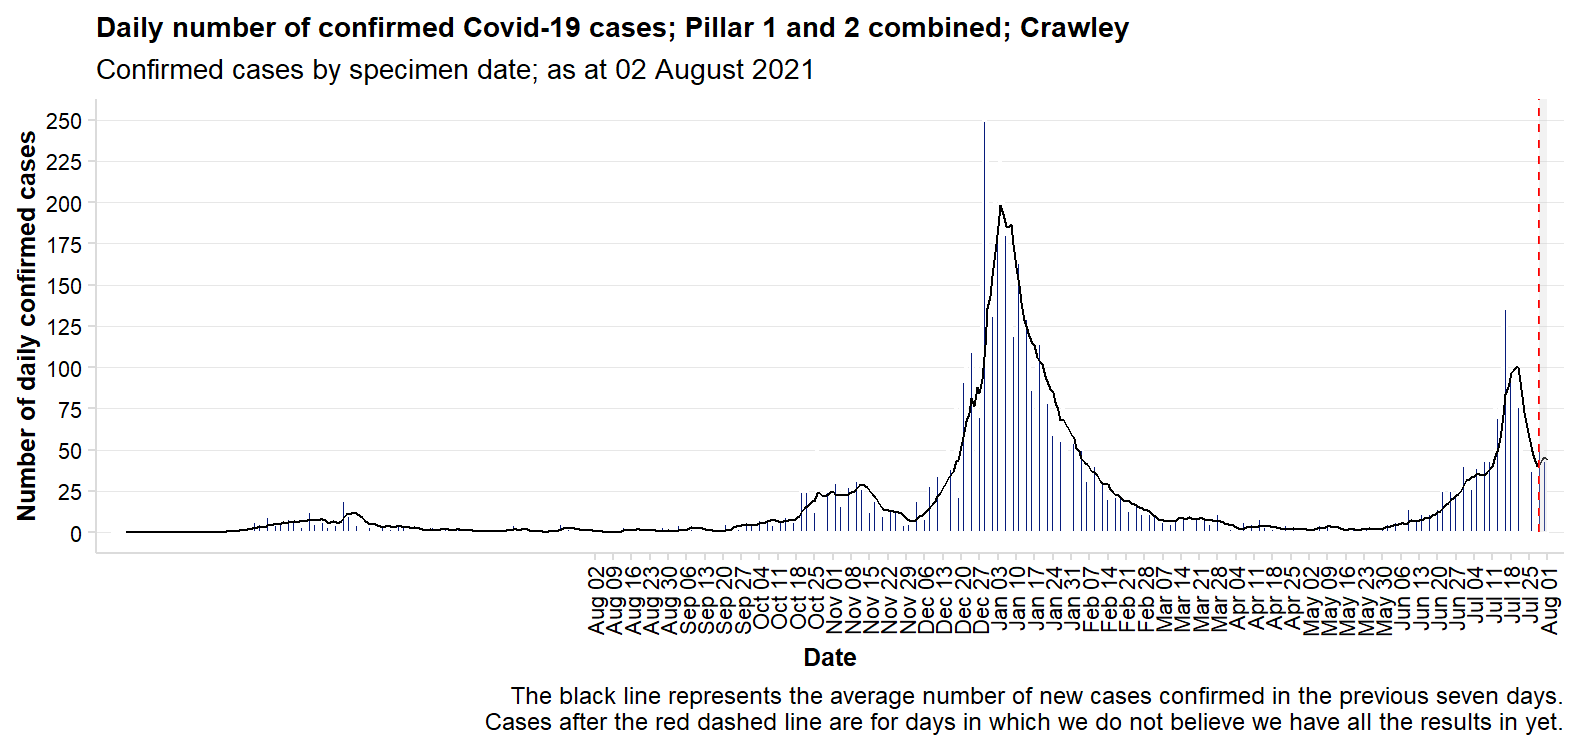 Daily number of confirmed Covid-19 cases; Pillar 1 and 2 combined; Crawley
Confirmed cases by specimen date; as at 02 August 2021
Number of daily confirmed cases
250
225
200
175
150
125
100
75
50
25
0
Aug 02
Aug 09
Aug 16
Aug 23
Aug 30
Sep 06
Sep 13
Sep 20
Sep 27
Oct 04
Oct 11
Oct 18
Oct 25
Nov 01
Nov 08
Nov 15
Nov 22
Nov 29
Dec 06
Dec 13
Dec 20
Dec 27
Jan 03
Jan 10
Jan 17
Jan 24
Jan 31
Feb 07
Feb 14
Feb 21
Feb 28
Mar 07
Mar 14
Mar 21
Mar 28
Apr 04
Apr 11
Apr 18
Apr 25
May 02
May 09
May 16
May 23
May 30
Jun 06
Jun 13
Jun 20
Jun 27
Jul 04
Jul 11
Jul 18
Jul 25
Aug 01
Date
The black line represents the average number of new cases confirmed in the previous seven days.
Cases after the red dashed line are for days in which we do not believe we have all the results in yet.